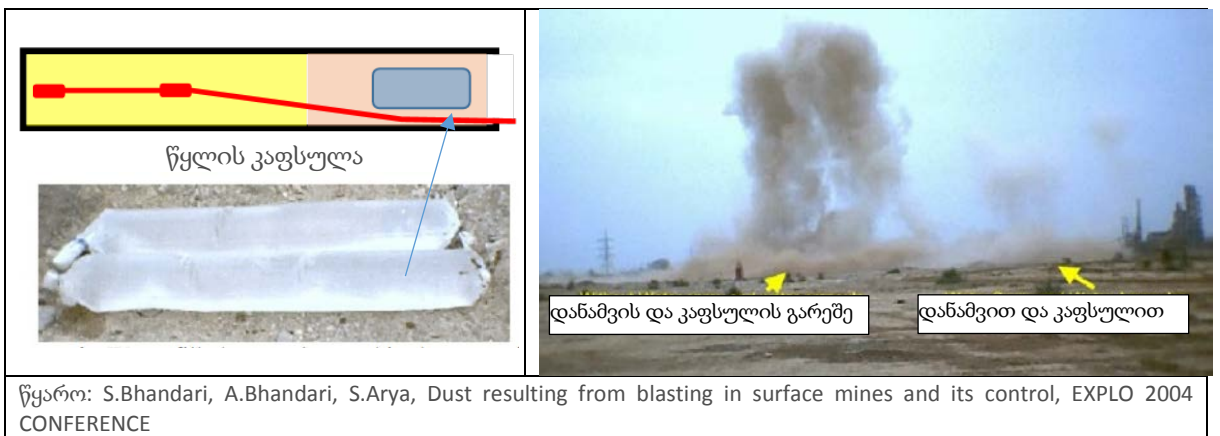 წყლის კაფსულა
დანამვის და კაფსულის გარეშე
დანამვით და კაფსულით
წყარო: S.Bhandari, A.Bhandari, S.Arya, Dust resulting from blasting in surface mines and its control, EXPLO 2004
CONFERENCE